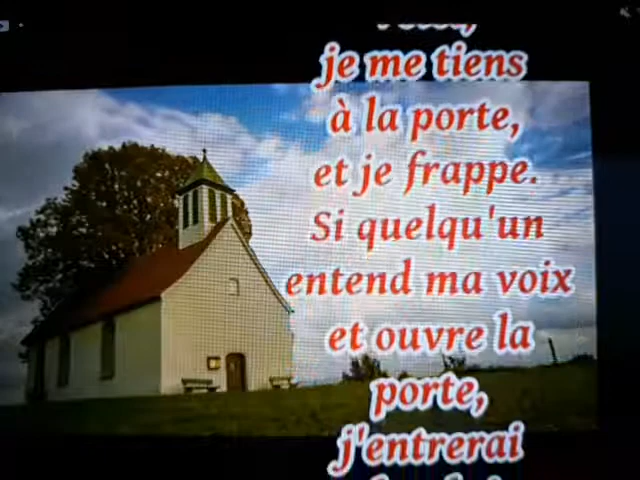 je me tiens
à la porte,
et je frappe.
Si quelqu'un
entend ma voix
et ouvre la
porte,
j'entrerai